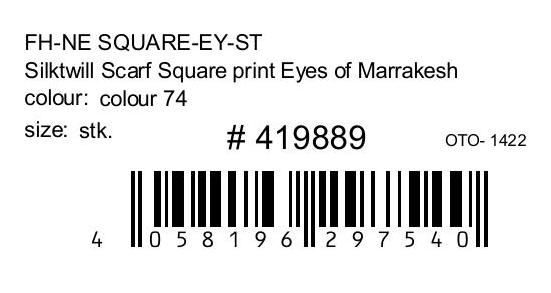 FH-NE SQUARE-EY-ST
Silktwill Scarf Square print Eyes of Marrakesh
colour: colour 74
size: stk.
# 419889
OTO- 1422
4 058196 297540